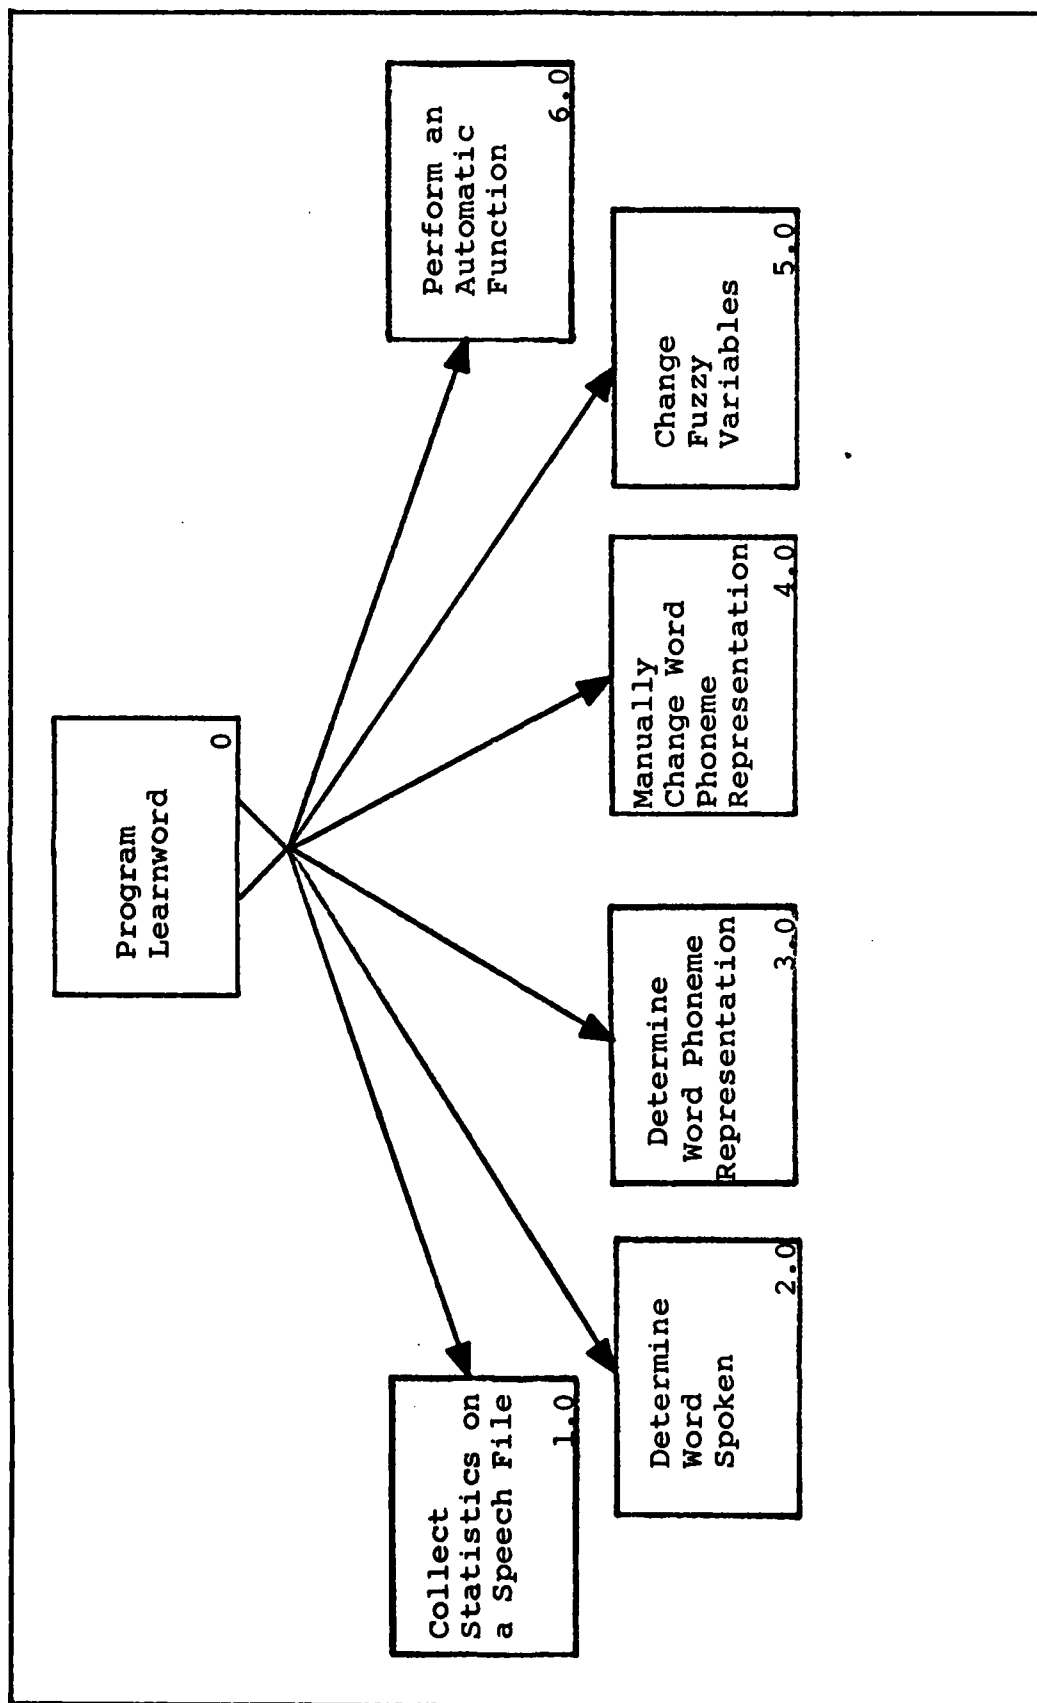 Program
Learnword
0
Collect
Statistics on
a Speech File
1.0
Determine
Word
Spoken
2.0
Determine
Word Phoneme
Representation
3.0
Manually
Change Word
Phoneme
Representation
4.0
Change
Fuzzy
Variables
5.0
Perform an
Automatic
Function
6.0